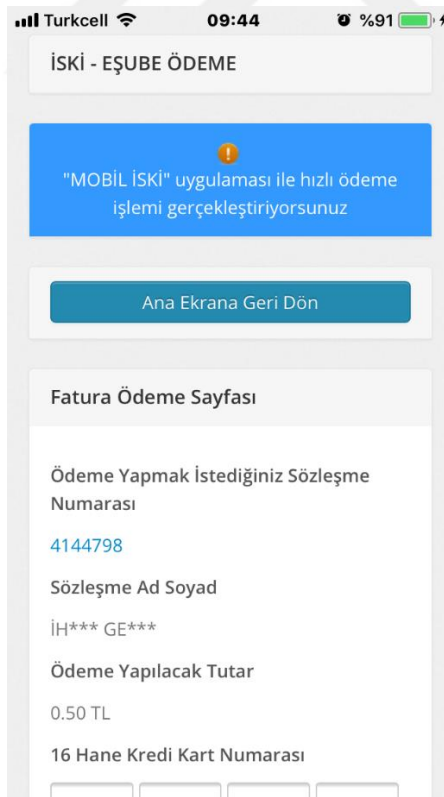 Turkcell 09:44 %91
İSKİ - EŞUBE ÖDEME
"MOBİL İSKİ" uygulaması ile hızlı ödeme
işlemi gerçekleştiriyorsunuz
Ana Ekrana Geri Dön
Fatura Ödeme Sayfası
Ödeme Yapmak İstediğiniz Sözleşme
Numarası
4144798
Sözleşme Ad Soyad
İH*** GE***
Ödeme Yapılacak Tutar
0.50 TL
16 Hane Kredi Kart Numarası